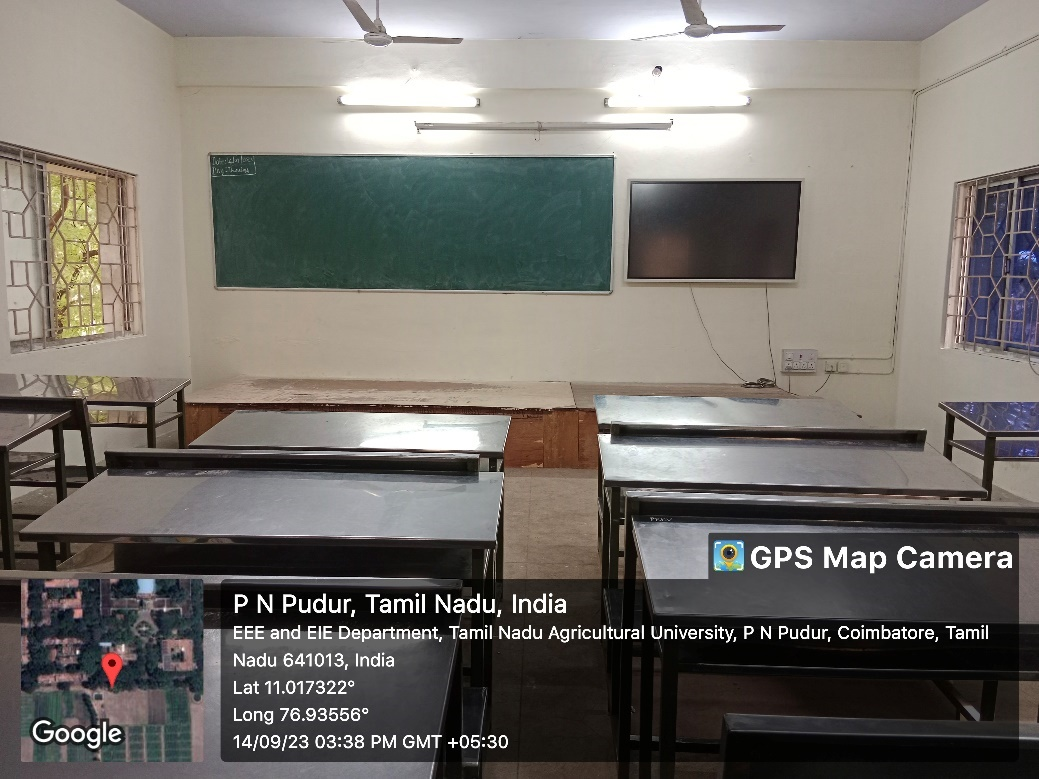 GPS Map Camera
P N Pudur, Tamil Nadu, India
EEE and EIE Department, Tamil Nadu Agricultural University, P N Pudur, Coimbatore, Tamil
Nadu 641013, India
Lat 11.017322°
Long 76.93556°
14/09/23 03:38 PM GMT +05:30
Google